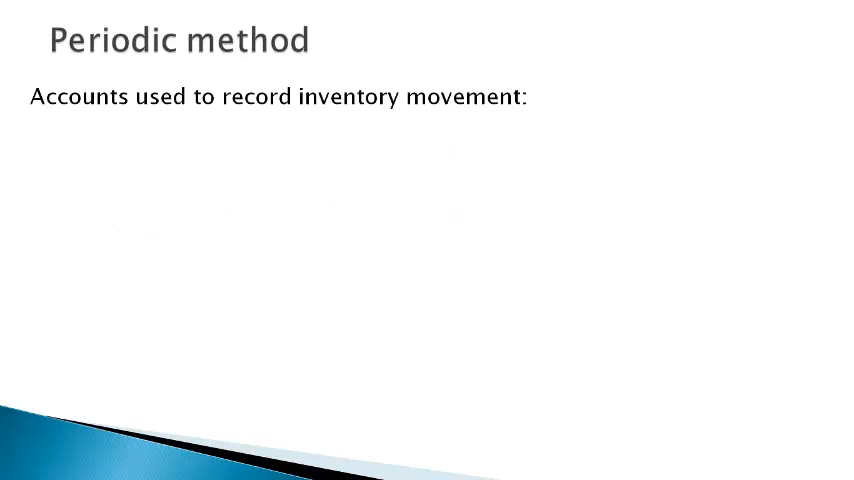 Periodic method
Accounts used to record inventory movement: